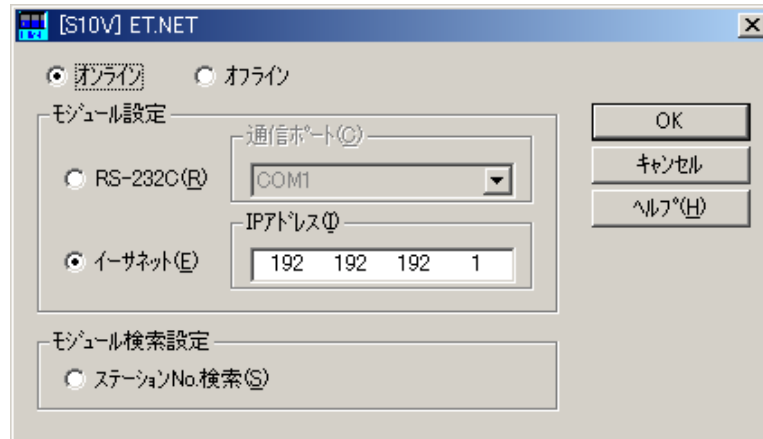 [S10V] ET.NET
オンライン オフライン
モジュール設定
通信ポート(C)
RS-232C(R)
COM1
IPアドレス(I)
イーサネット(E)
192 192 192 1
モジュール検索設定
ステーションNo.検索(S)
OK
キャンセル
ヘルプ(H)